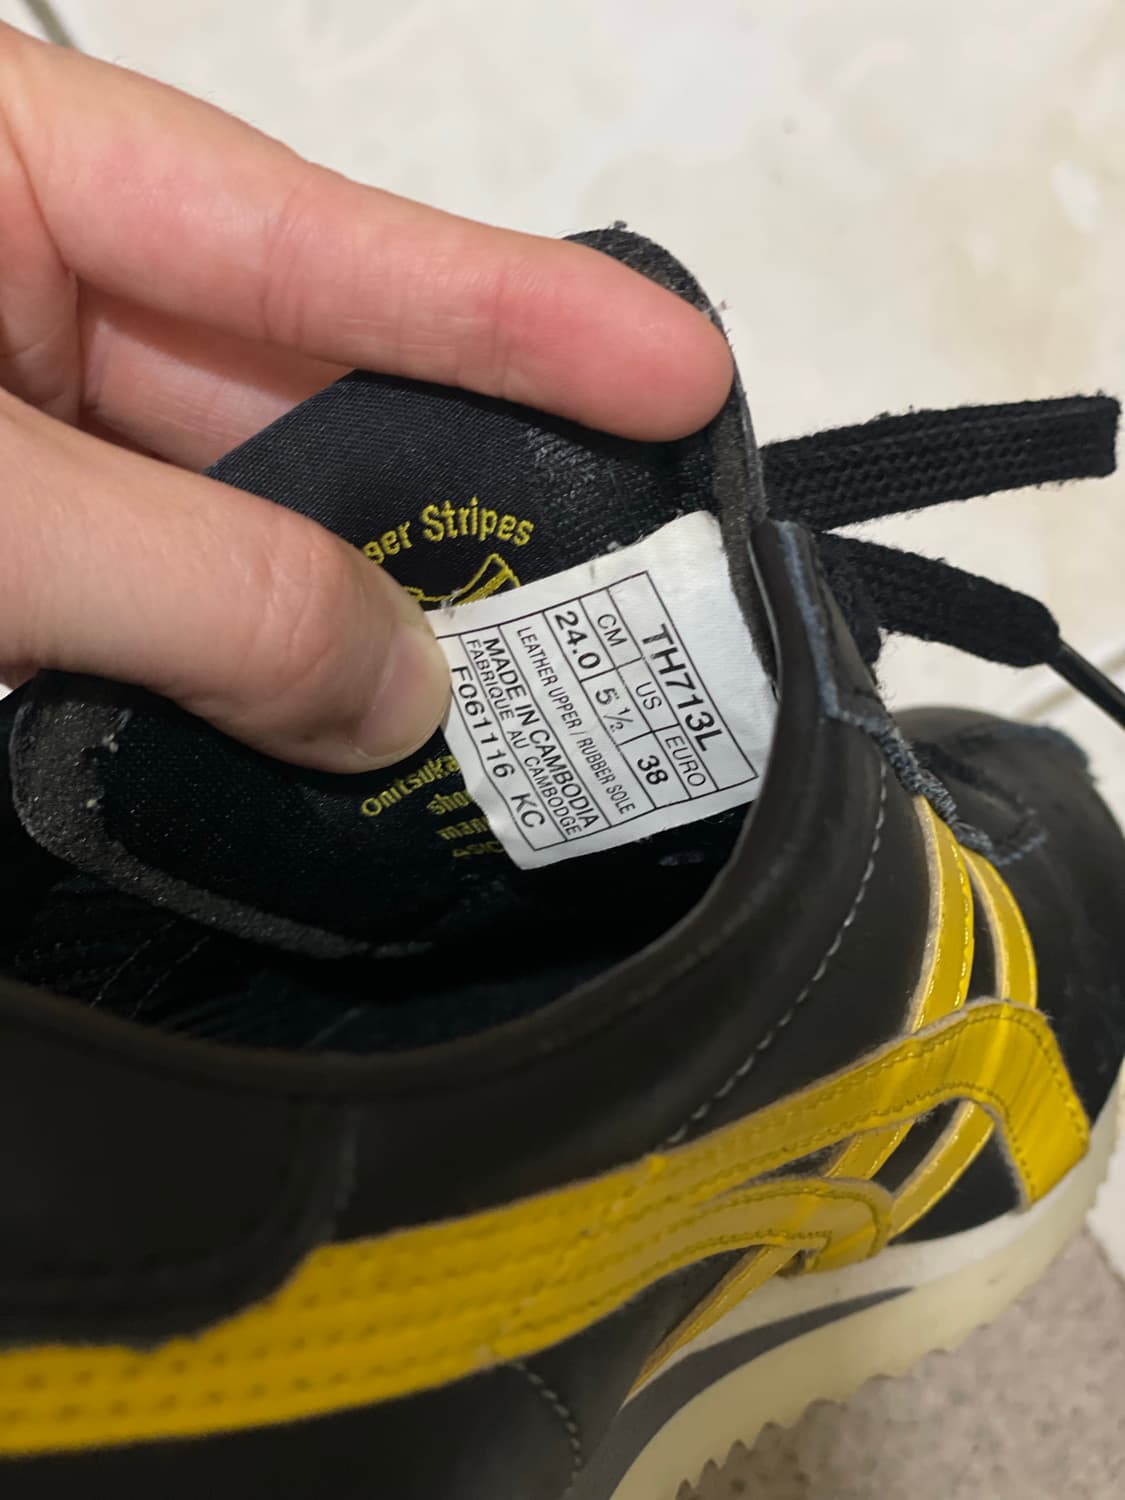 ger Stripes
TH713L
CM US EURO
24.0 5½ 38
LEATHER UPPER / RUBBER SOLE
MADE IN CAMBODIA
FABRIQUÉ AU CAMBODGE
F061116 KC
Onitsuka